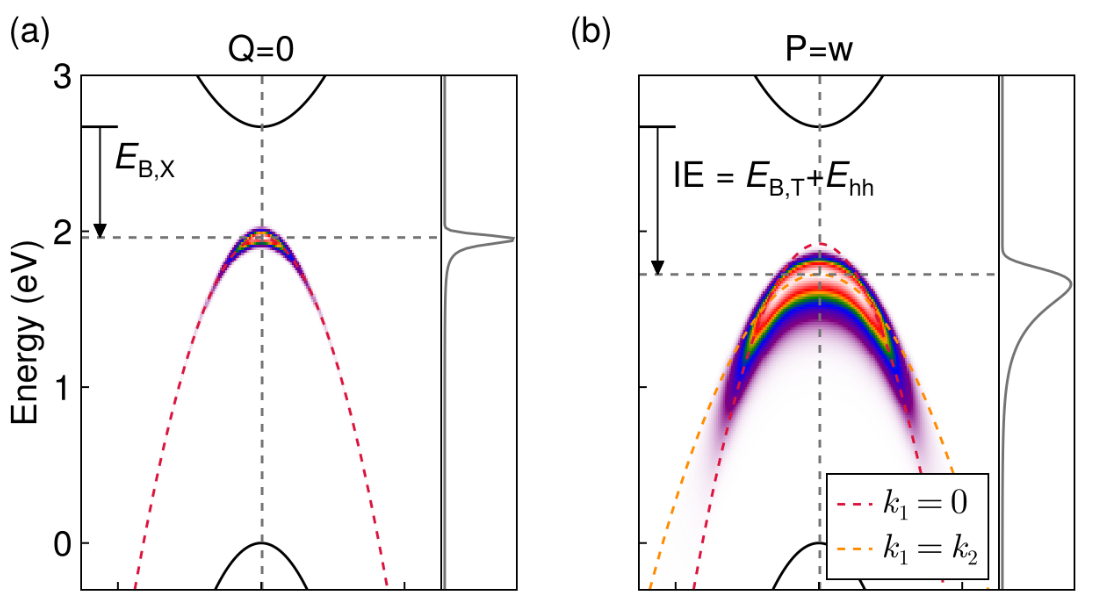 (a)
Q=0
(b)
P=w
3
2
1
0
Energy (eV)
E_B,X
IE = E_B,T+E_hh
k_1 = 0
k_1 = k_2